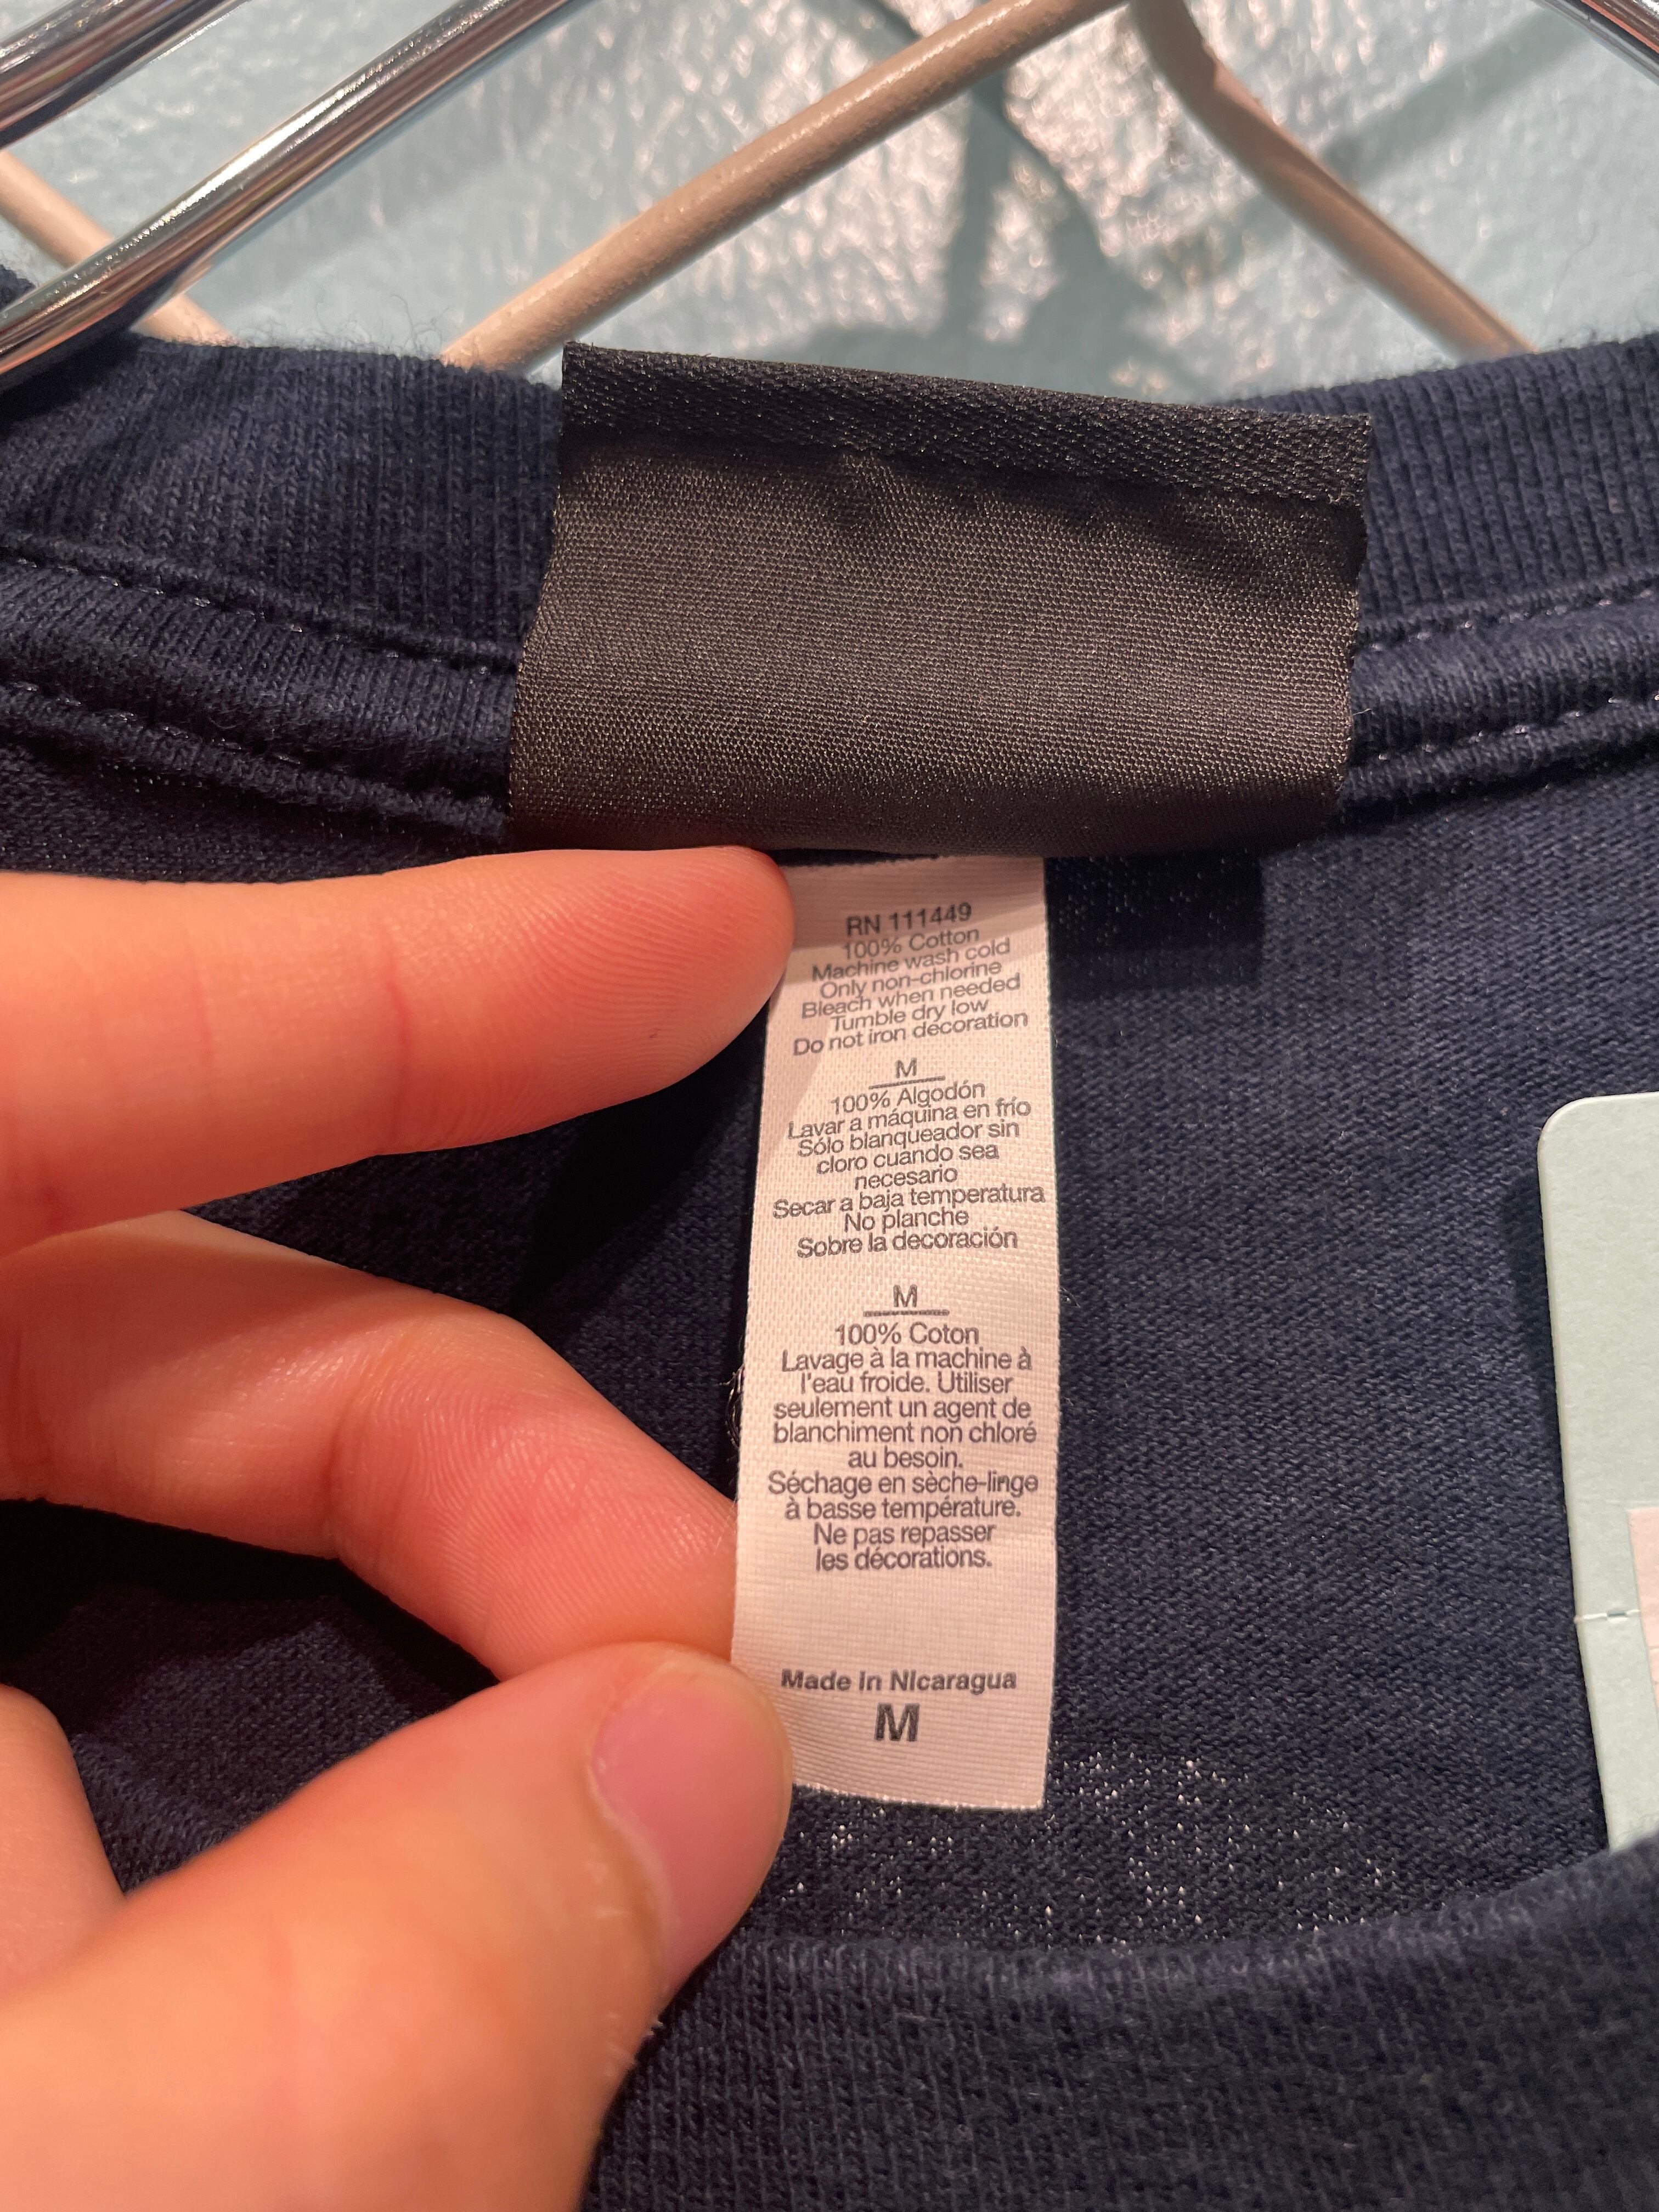 RN 111449
100% Cotton
Machine wash cold
Only non-chlorine
Bleach when needed
Tumble dry low
Do not iron decoration
M
100% Algodón
Lavar a máquina en frío
Sólo blanqueador sin
cloro cuando sea
necesario
Secar a baja temperatura
No planche
Sobre la decoración
M
100% Coton
Lavage à la machine à
l'eau froide. Utiliser
seulement un agent de
blanchiment non chloré
au besoin.
Séchage en sèche-linge
à basse température.
Ne pas repasser
les décorations.
Made in Nicaragua
M